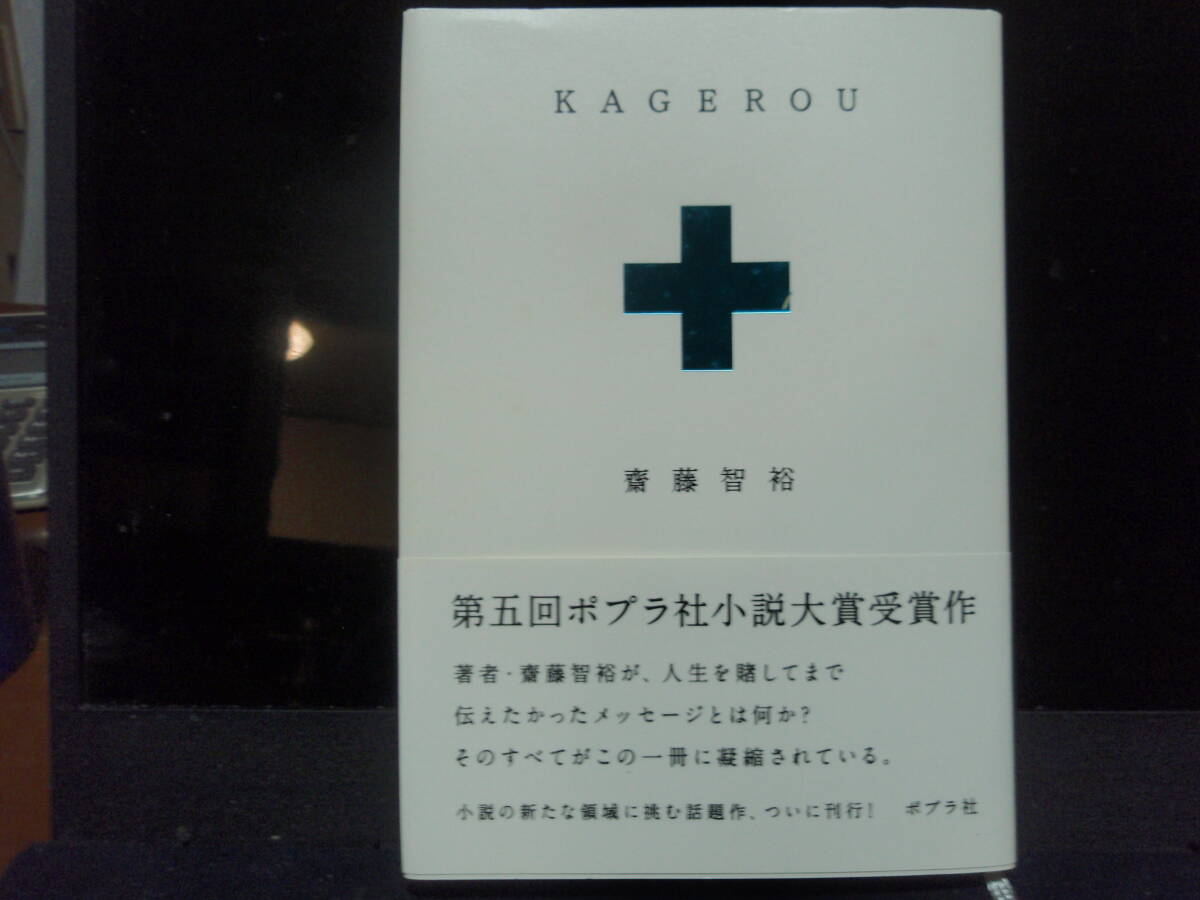 KAGEROU
齋藤智裕
第五回ポプラ社小説大賞受賞作
著者・齋藤智裕が、人生を賭してまで
伝えたかったメッセージとは何か?
そのすべてがこの一冊に凝縮されている。
小説の新たな領域に挑む話題作、ついに刊行! ポプラ社